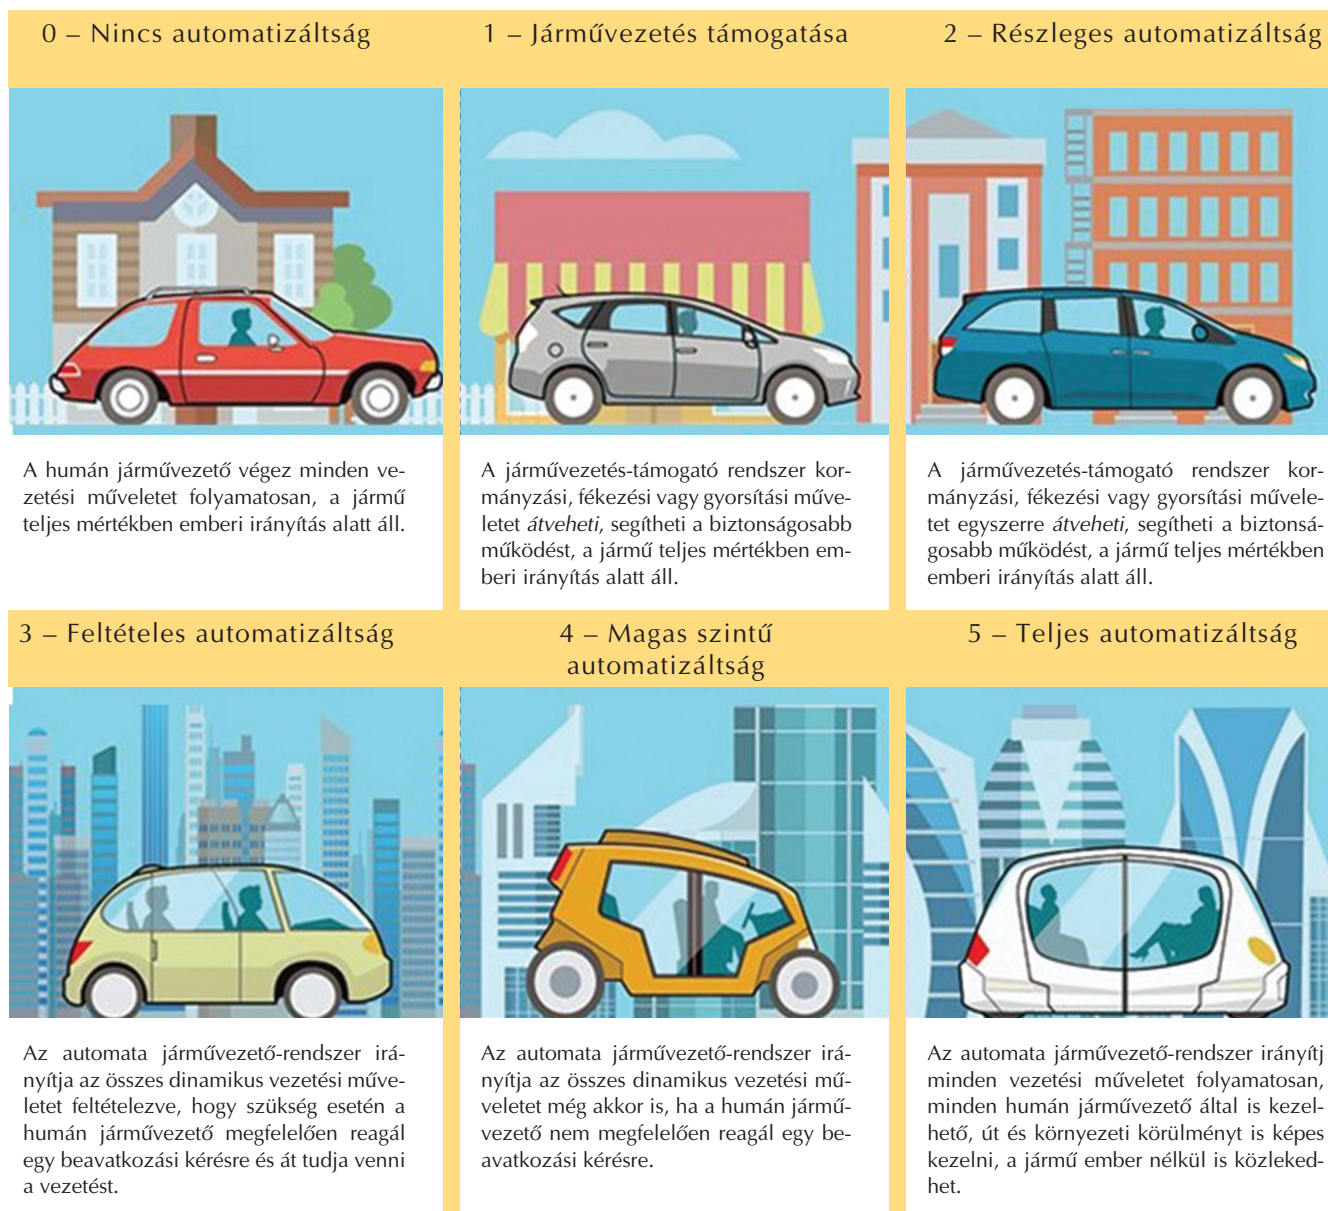 0 – Nincs automatizáltság
1 – Járművezetés támogatása
2 – Részleges automatizáltság
A humán járművezető végez minden ve-
zetési műveletet folyamatosan, a jármű
teljes mértékben emberi irányítás alatt áll.
A járművezetés-támogató rendszer kor-
mányzási, fékezési vagy gyorsítási műve-
letet átveheti, segítheti a biztonságosabb
működést, a jármű teljes mértékben em-
beri irányítás alatt áll.
A járművezetés-támogató rendszer kor-
mányzási, fékezési vagy gyorsítási művele-
tet egyszerre átveheti, segítheti a biztonsá-
gosabb működést, a jármű teljes mértékben
emberi irányítás alatt áll.
3 – Feltételes automatizáltság
4 – Magas szintű
automatizáltság
5 – Teljes automatizáltság
Az automata járművezető-rendszer irá-
nyítja az összes dinamikus vezetési műve-
letet feltételezve, hogy szükség esetén a
humán járművezető megfelelően reagál
egy beavatkozási kérésre és át tudja venni
a vezetést.
Az automata járművezető-rendszer irá-
nyítja az összes dinamikus vezetési mű-
veletet még akkor is, ha a humán jármű-
vezető nem megfelelően reagál egy be-
avatkozási kérésre.
Az automata járművezető-rendszer irányítj
minden vezetési műveletet folyamatosan,
minden humán járművezető által is kezel-
hető, út és környezeti körülményt is képes
kezelni, a jármű ember nélkül is közleked-
het.